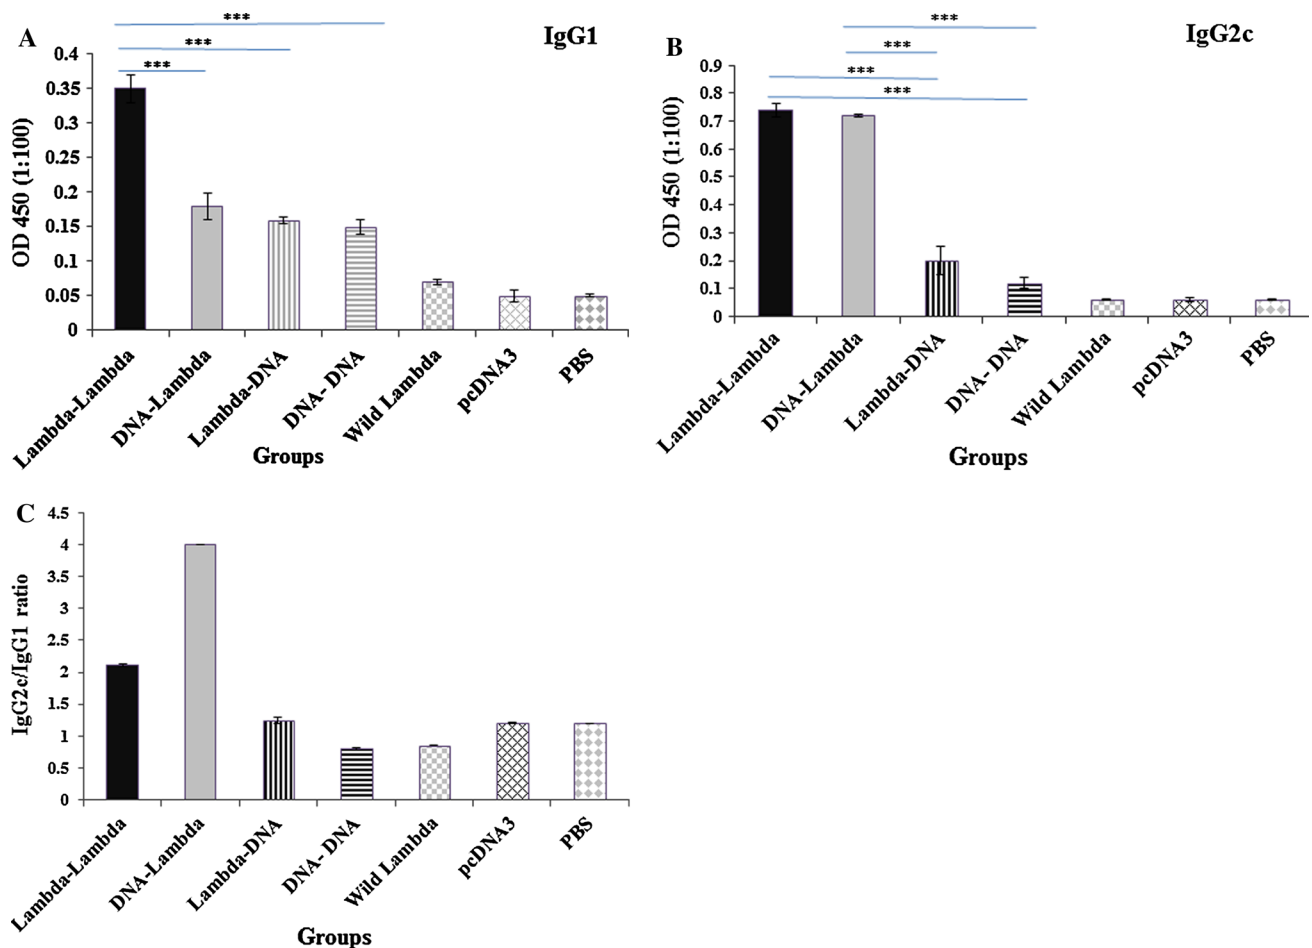 A
IgG1
***
***
***
OD 450 (1:100)
0.4
0.35
0.3
0.25
0.2
0.15
0.1
0.05
0
Lambda-Lambda
DNA-Lambda
Lambda-DNA
DNA- DNA
Wild Lambda
pcDNA3
PBS
Groups
B
IgG2c
***
***
***
***
OD 450 (1:100)
0.9
0.8
0.7
0.6
0.5
0.4
0.3
0.2
0.1
0
Lambda-Lambda
DNA-Lambda
Lambda-DNA
DNA- DNA
Wild Lambda
pcDNA3
PBS
Groups
C
IgG2c/IgG1 ratio
4.5
4
3.5
3
2.5
2
1.5
1
0.5
0
Lambda-Lambda
DNA-Lambda
Lambda-DNA
DNA- DNA
Wild Lambda
pcDNA3
PBS
Groups